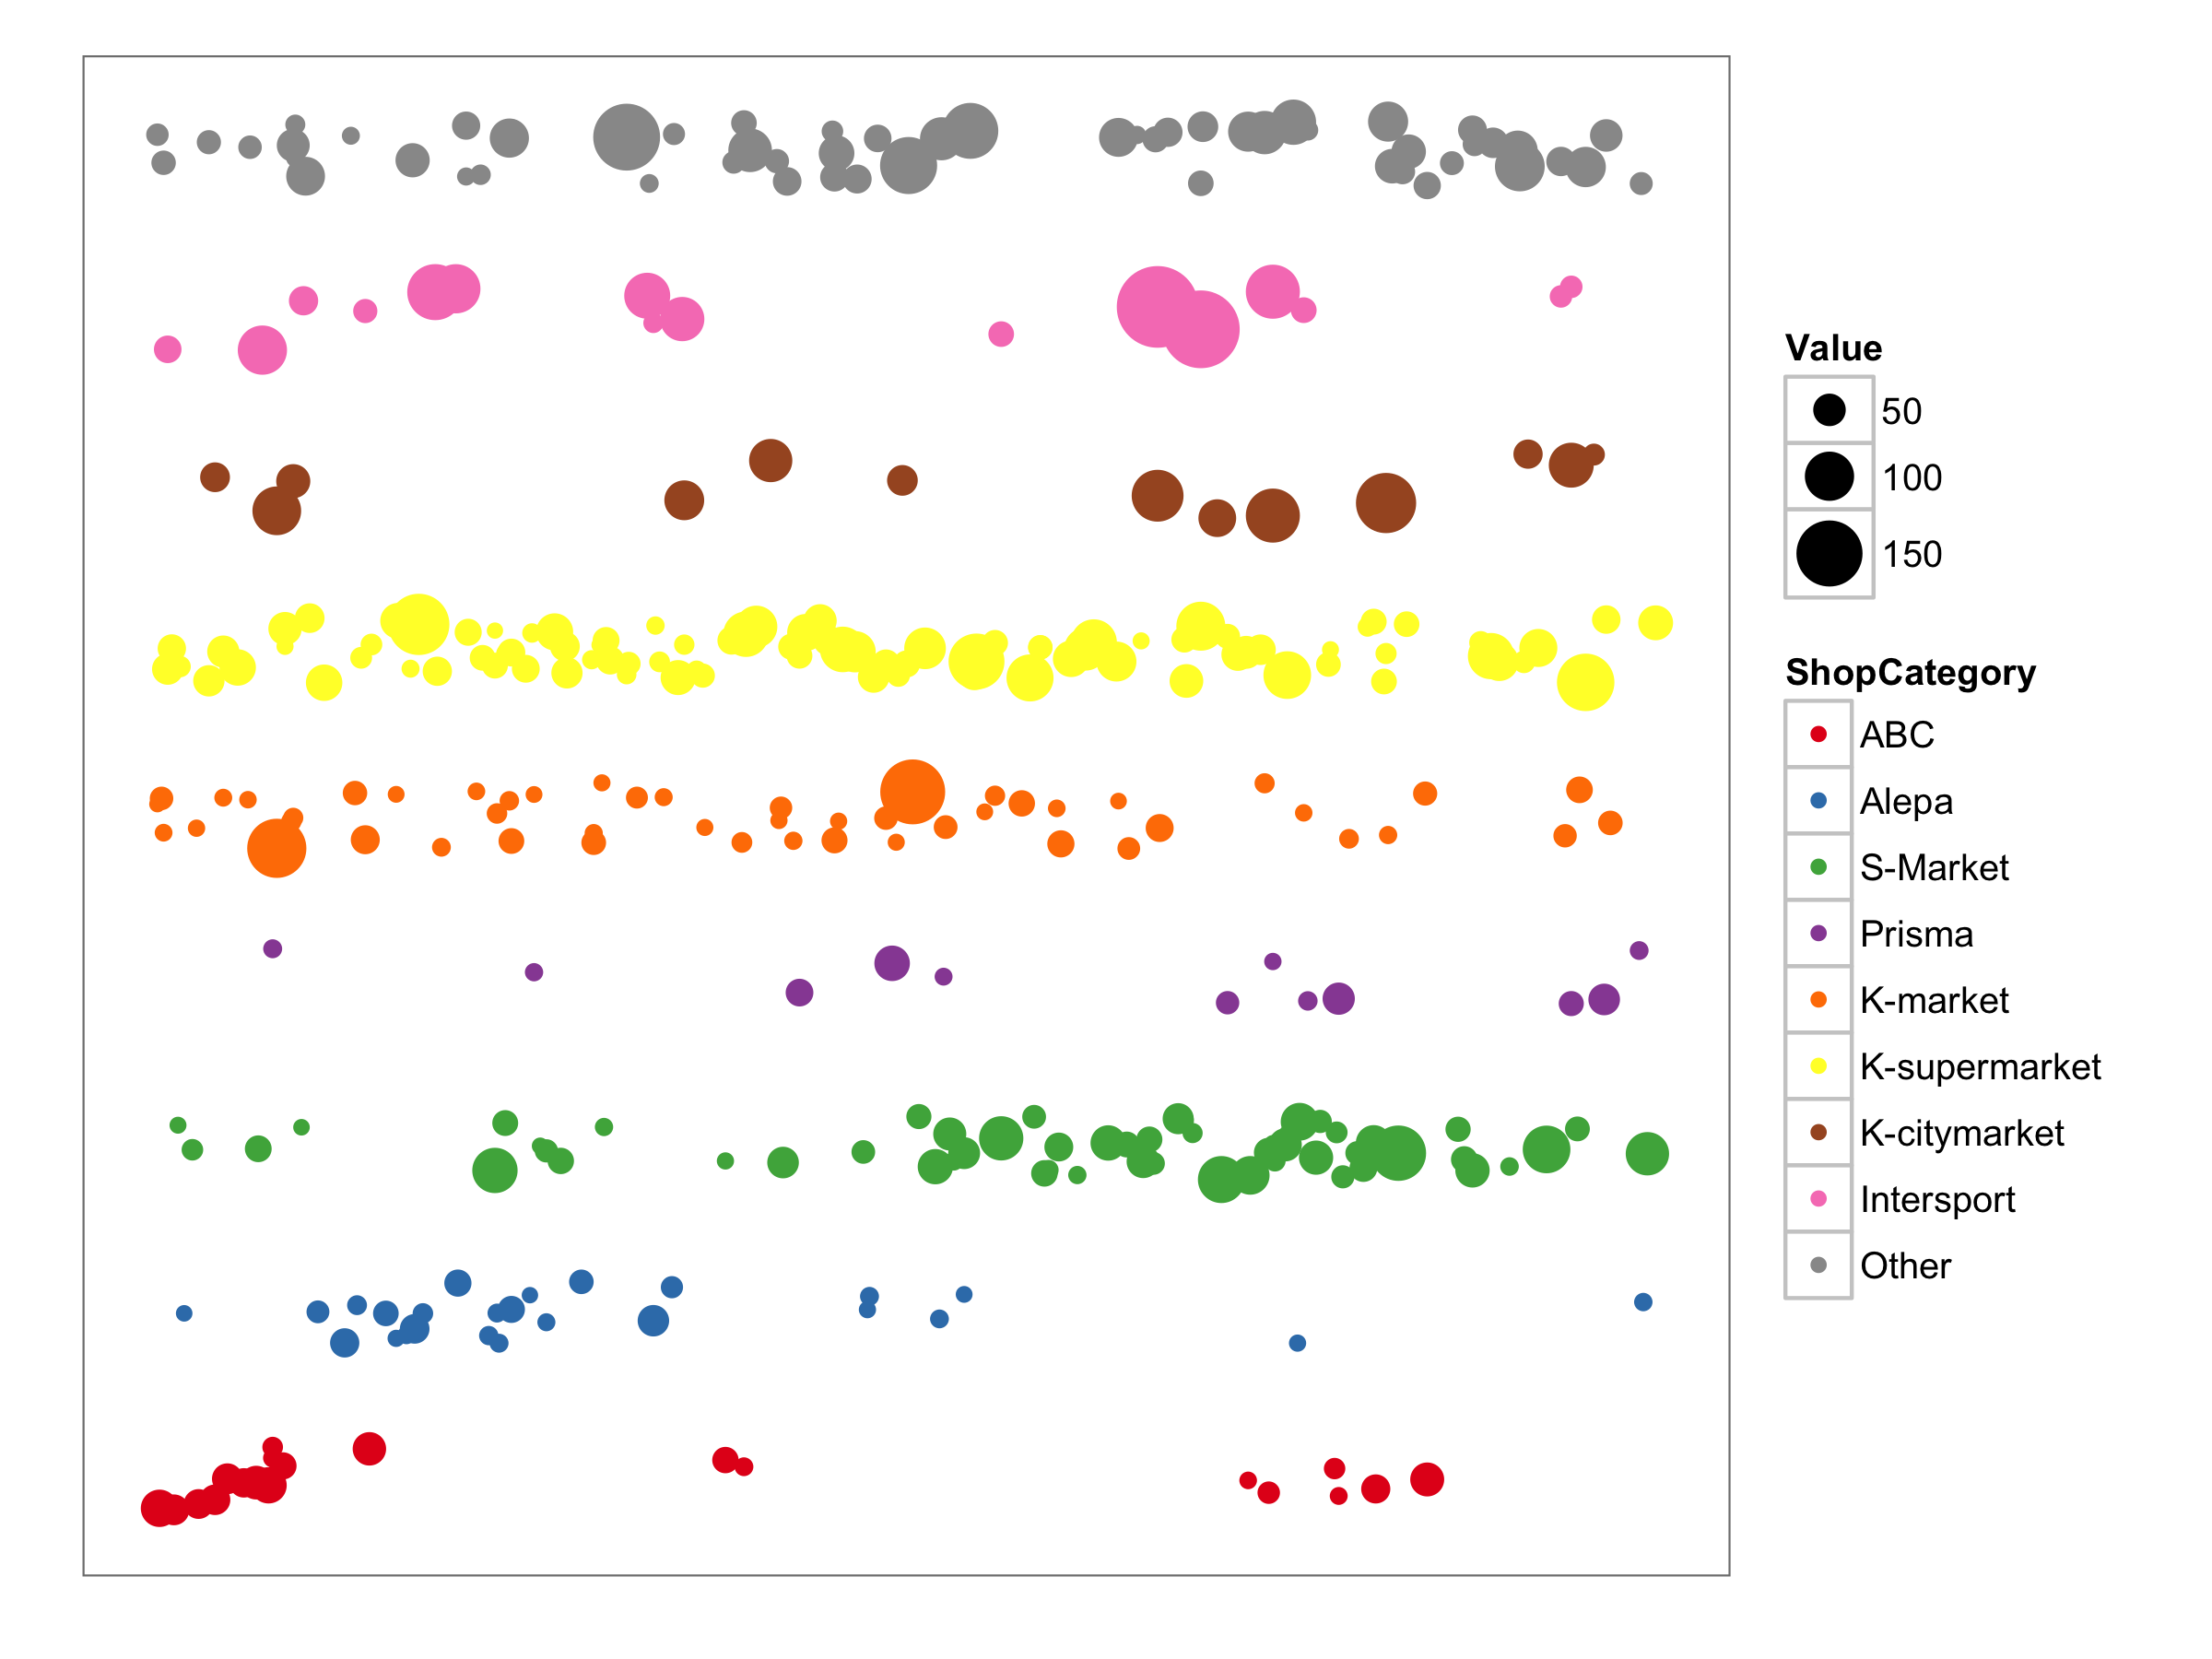 Value
50
100
150
ShopCategory
ABC
Alepa
S-Market
Prisma
K-market
K-supermarket
K-citymarket
Intersport
Other